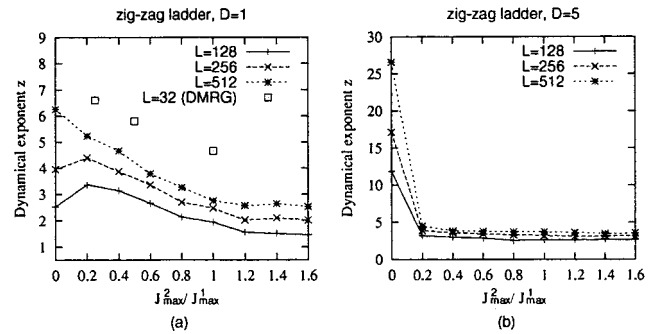 zig-zag ladder, D=1
9
8
7
6
5
4
3
2
1
Dynamical exponent z
L=128
L=256
L=512
L=32 (DMRG)
0 0.2 0.4 0.6 0.8 1 1.2 1.4 1.6
J²max/ J¹max
(a)
zig-zag ladder, D=5
30
25
20
15
10
5
0
Dynamical exponent z
L=128
L=256
L=512
0 0.2 0.4 0.6 0.8 1 1.2 1.4 1.6
J²max/ J¹max
(b)